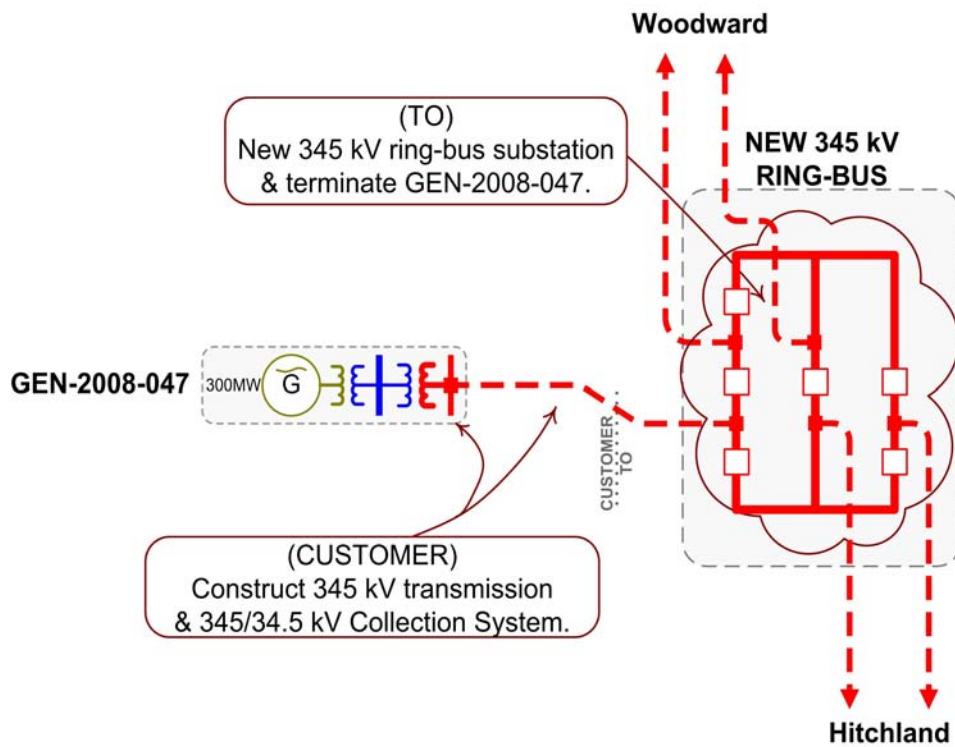 Woodward
(TO)
New 345 kV ring-bus substation
& terminate GEN-2008-047.
NEW 345 kV
RING-BUS
GEN-2008-047
300MW
G
CUSTOMER
TO
(CUSTOMER)
Construct 345 kV transmission
& 345/34.5 kV Collection System.
Hitchland